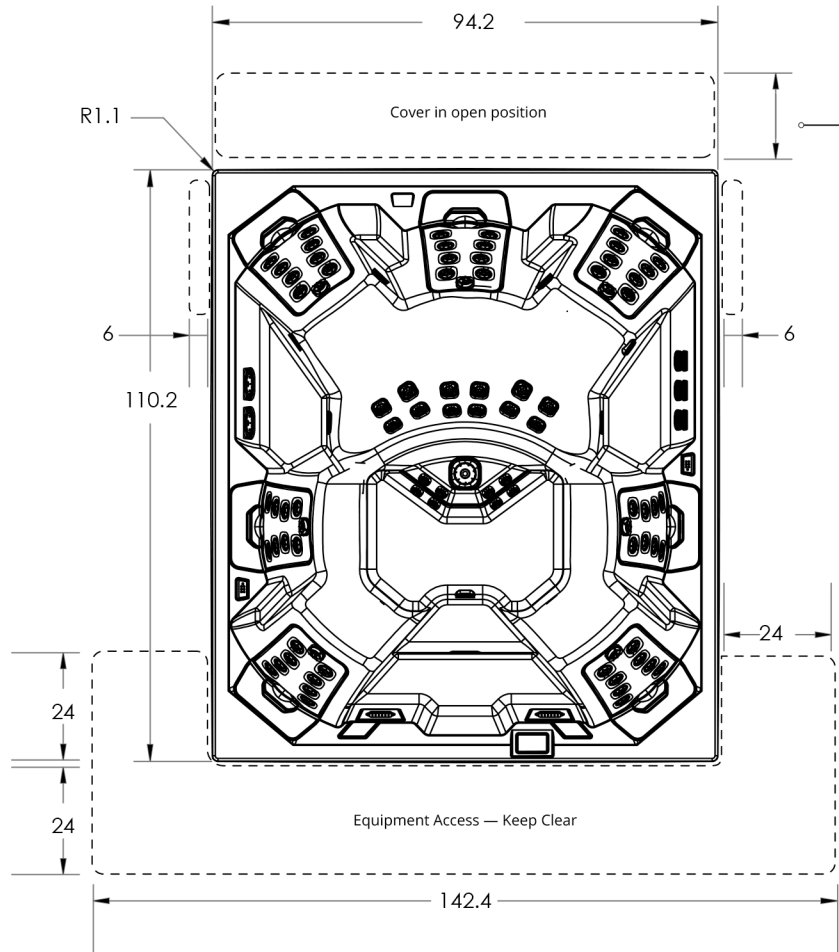 94.2
Cover in open position
R1.1
6
6
110.2
24
24
24
Equipment Access — Keep Clear
142.4